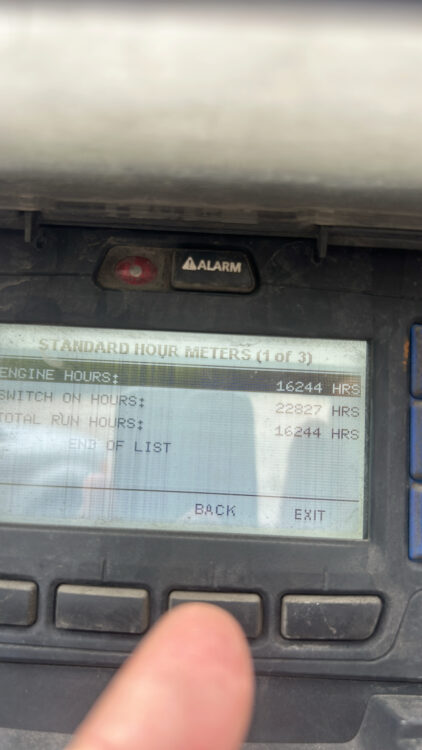 ALARM
STANDARD HOUR METERS (1 of 3)
ENGINE HOURS: 16244 HRS
SWITCH ON HOURS: 22827 HRS
TOTAL RUN HOURS: 16244 HRS
END OF LIST
BACK EXIT